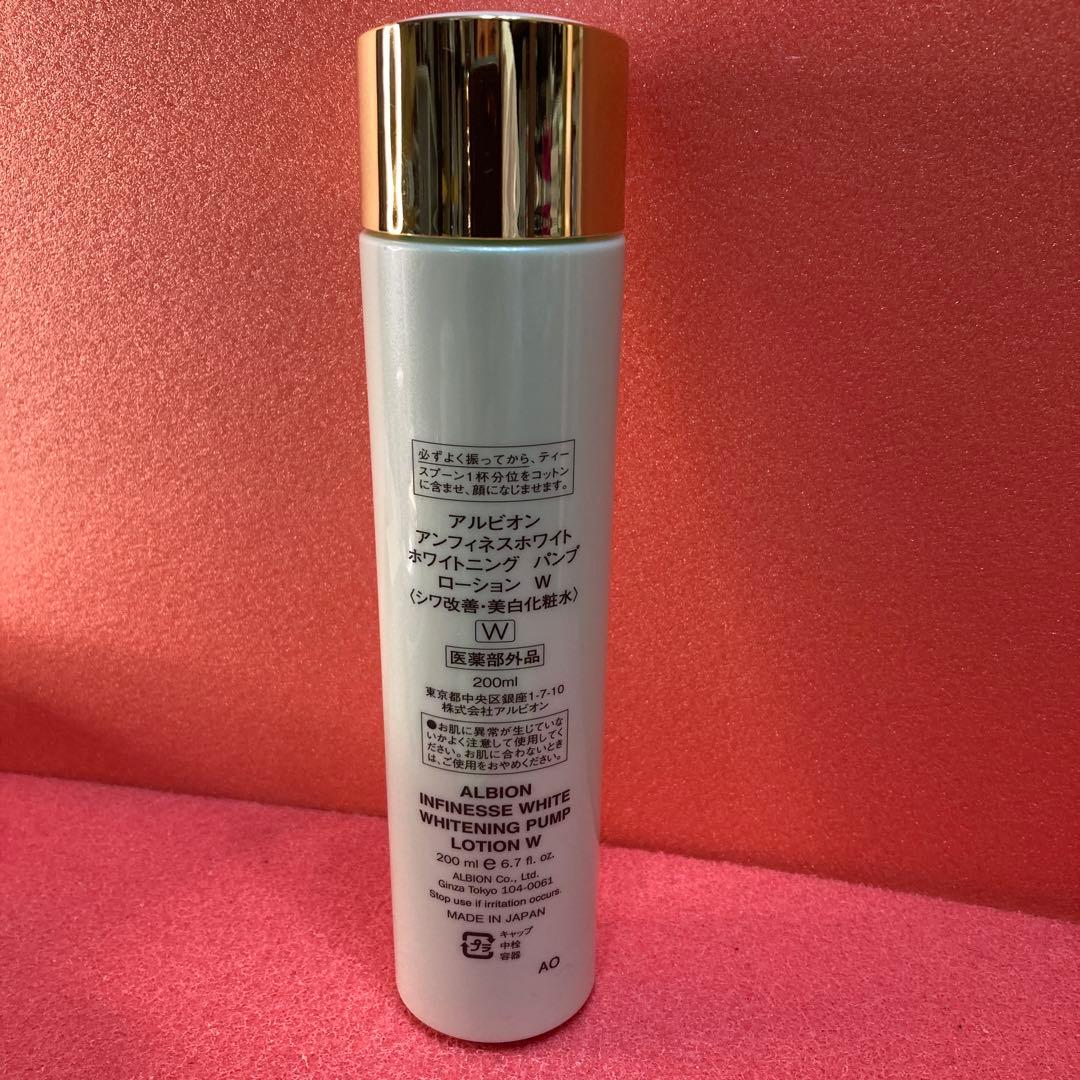 必ずよく振ってから、ティー
スプーン1杯分位をコットン
に含ませ、顔になじませます。
アルビオン
アンフィネスホワイト
ホワイトニング パンプ
ローション W
〈シワ改善・美白化粧水〉
W
医薬部外品
200ml
東京都中央区銀座1-7-10
株式会社アルビオン
●お肌に異常が生じていな
いかよく注意して使用してく
ださい。お肌に合わないとき
は、ご使用をおやめください。
ALBION
INFINESSE WHITE
WHITENING PUMP
LOTION W
200 ml e 6.7 fl. oz.
ALBION Co., Ltd.
Ginza Tokyo 104-0061
Stop use if irritation occurs.
MADE IN JAPAN
プラ
キャップ
中栓
容器
AO